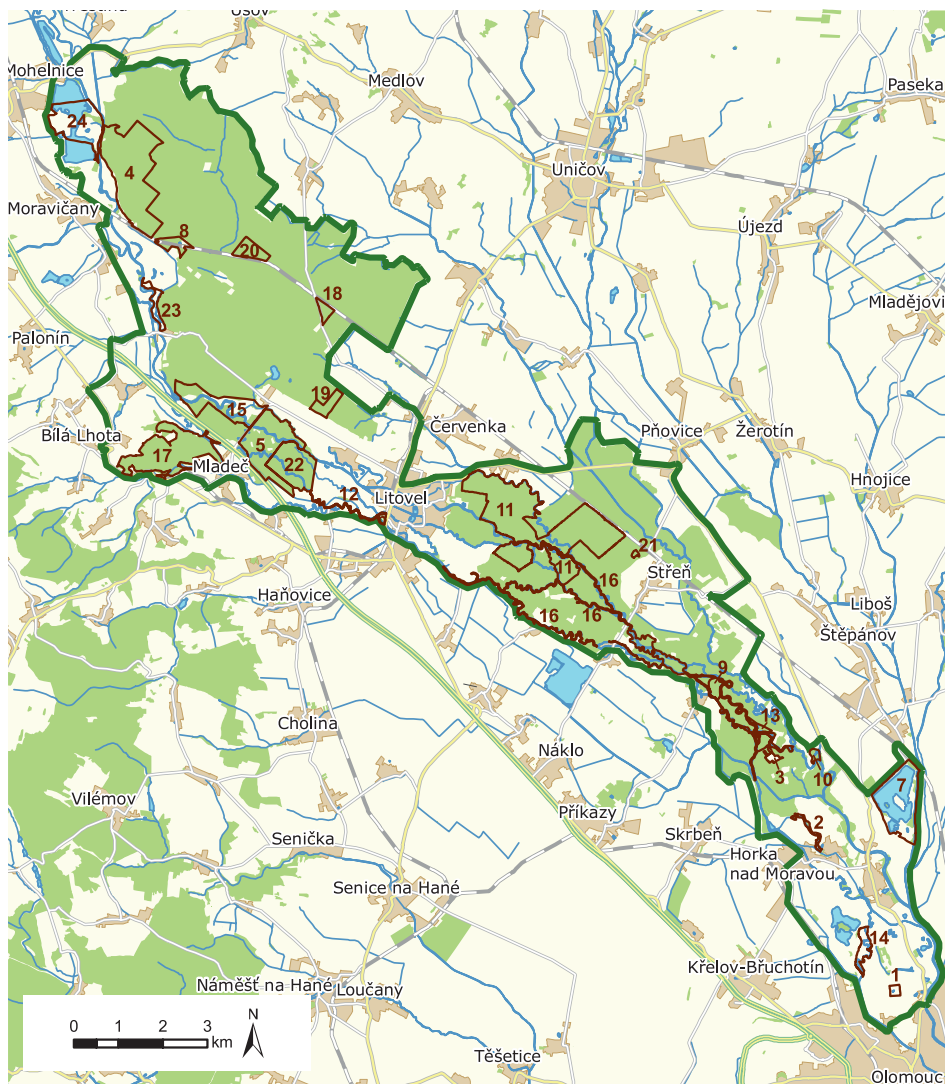 Úsov
Mohelnice
Medlov
Paseka
24
4
Uničov
Moravičany
8
20
Újezd
18
23
Mladějovi
Palonín
19
15
Bílá Lhota
Červenka
Pňovice
Žerotín
5
17
Mladeč
22
12
Litovel
Hnojice
11
21
11
16
Střeň
Haňovice
16
16
Liboš
Štěpánov
9
13
Cholina
Náklo
3
10
7
Vilémov
Příkazy
2
Skrbeň
Senička
Horka
nad Moravou
Senice na Hané
14
Křelov-Břuchotín
1
Náměšť na Hané
Loučany
0 1 2 3
km
N
Těšetice
Olomouc